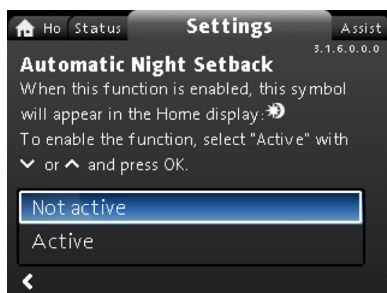 Ho Status Settings Assist
3.1.6.0.0.0
Automatic Night Setback
When this function is enabled, this symbol
will appear in the Home display:
To enable the function, select "Active" with
or and press OK.
Not active
Active